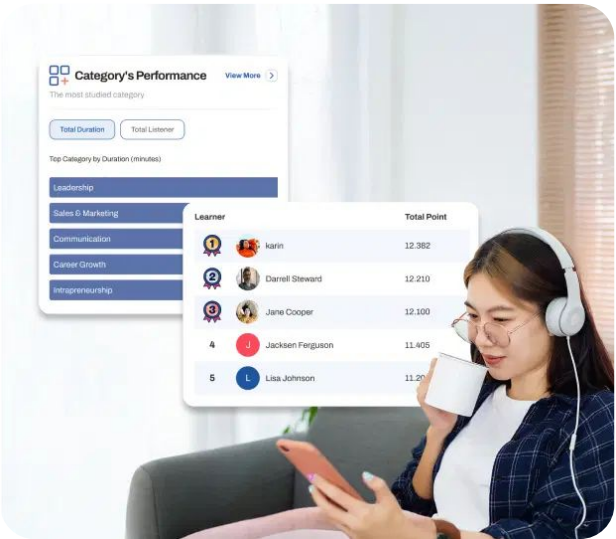 Category's Performance
View More
The most studied category
Total Duration
Total Listener
Top Category by Duration (minutes)
Leadership
Sales & Marketing
Communication
Career Growth
Intrapreneurship
Learner Total Point
1 karin 12.382
2 Darrell Steward 12.210
3 Jane Cooper 12.100
4 J Jacksen Ferguson 11.405
5 L Lisa Johnson